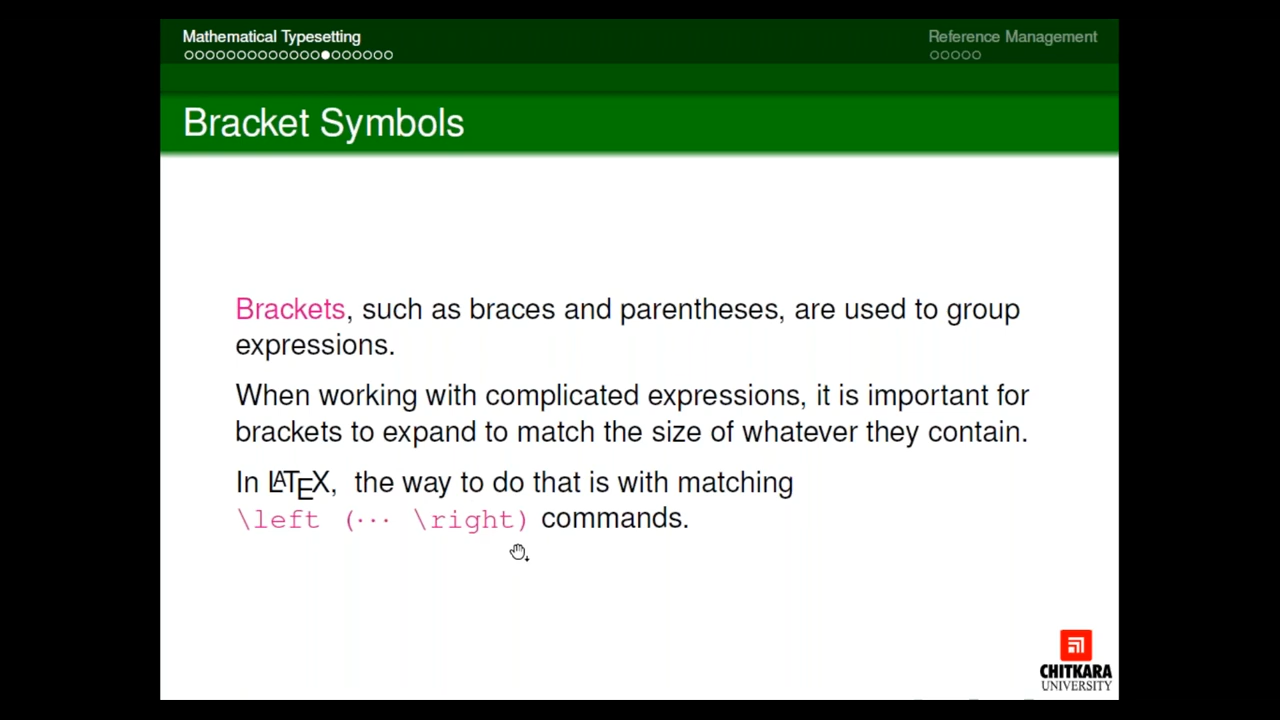 Mathematical Typesetting
Reference Management
Bracket Symbols
Brackets, such as braces and parentheses, are used to group
expressions.
When working with complicated expressions, it is important for
brackets to expand to match the size of whatever they contain.
In LATEX, the way to do that is with matching
\left (··· \right) commands.
CHITKARA
UNIVERSITY